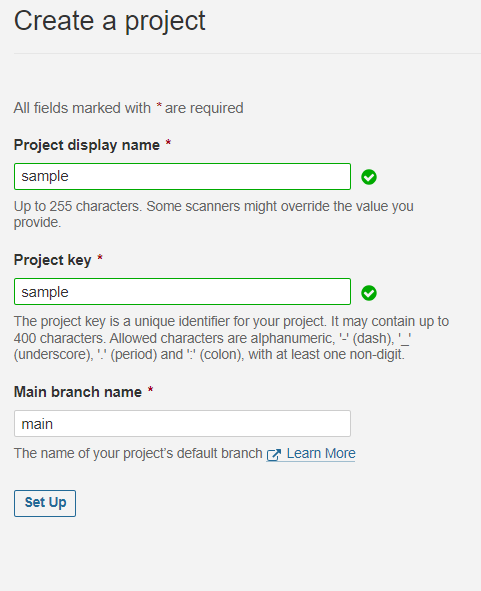 Create a project
All fields marked with * are required
Project display name *
sample
Up to 255 characters. Some scanners might override the value you
provide.
Project key *
sample
The project key is a unique identifier for your project. It may contain up to
400 characters. Allowed characters are alphanumeric, '-' (dash), '_'
(underscore), '.' (period) and ':' (colon), with at least one non-digit.
Main branch name *
main
The name of your project's default branch Learn More
Set Up